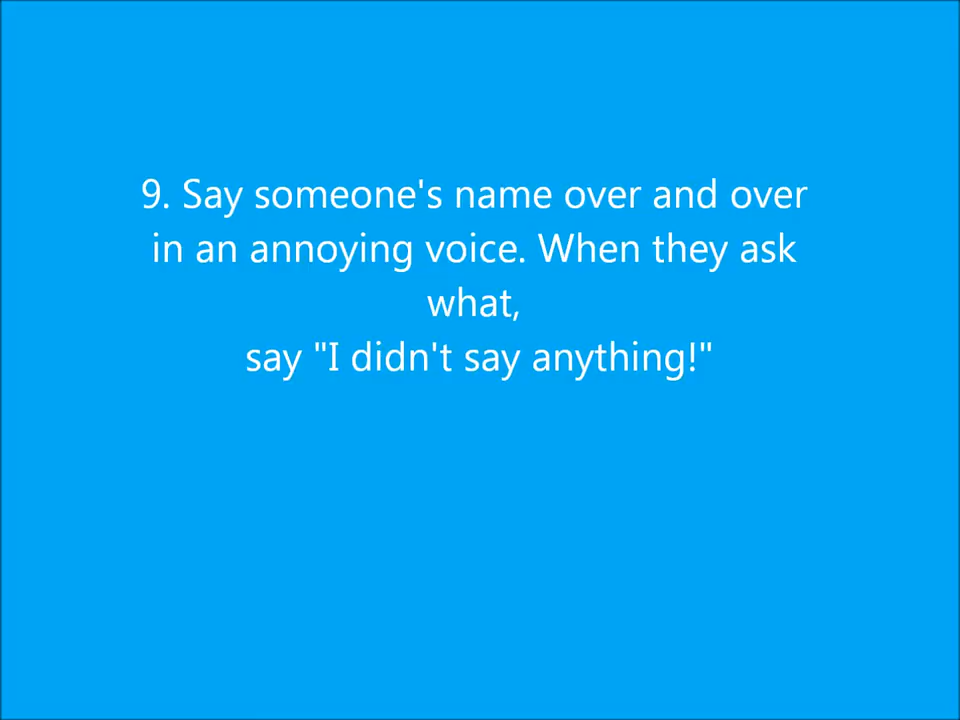 9. Say someone's name over and over
in an annoying voice. When they ask
what,
say "I didn't say anything!"